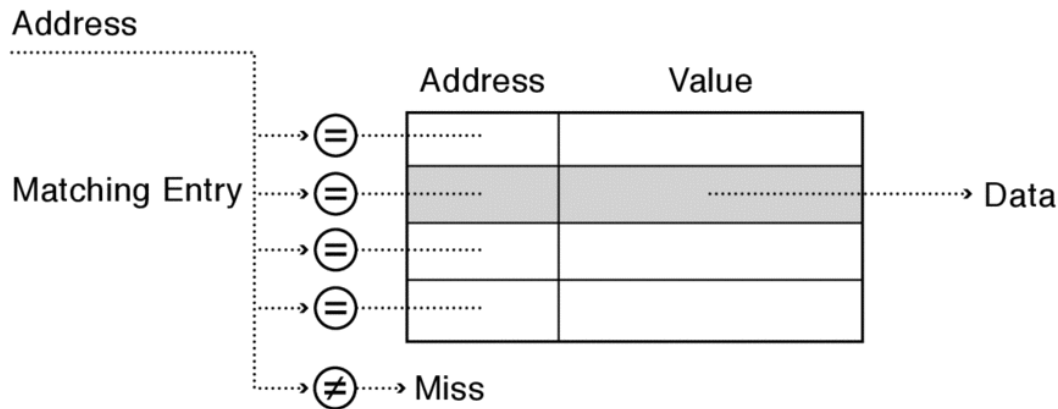 Address
Address Value
=
Matching Entry = Data
=
=
≠ Miss